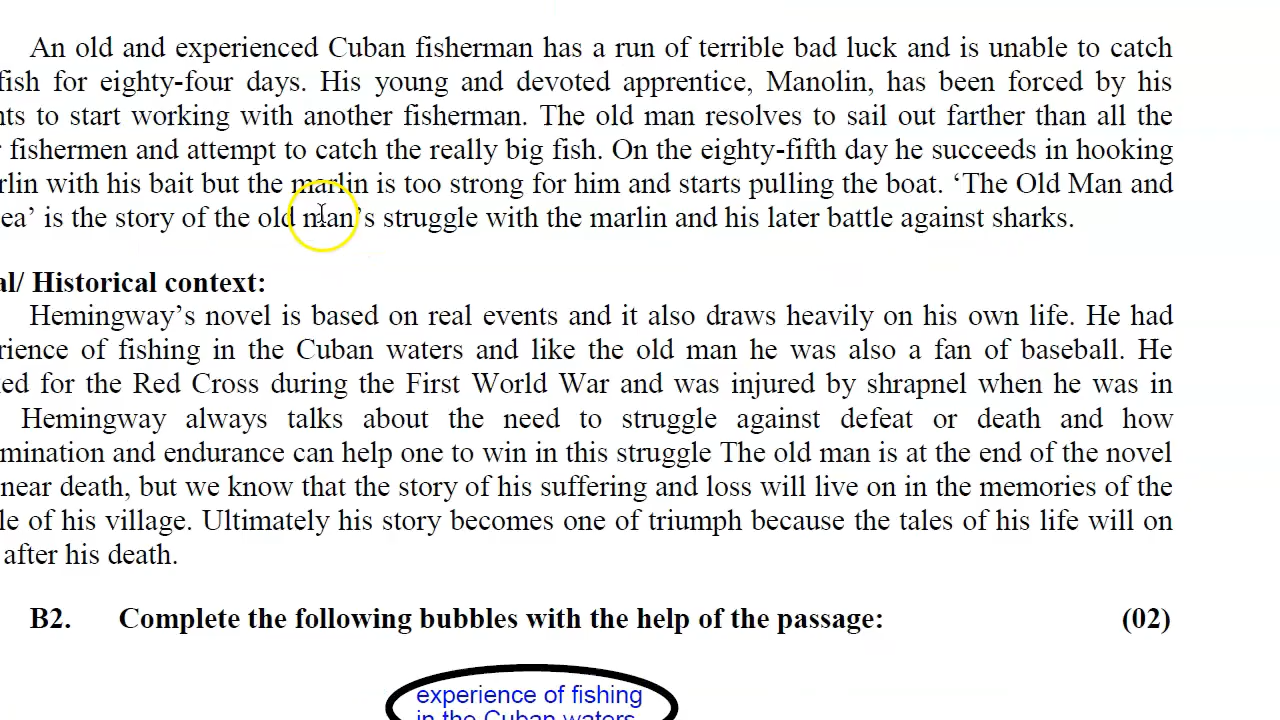 An old and experienced Cuban fisherman has a run of terrible bad luck and is unable to catch
fish for eighty-four days. His young and devoted apprentice, Manolin, has been forced by his
nts to start working with another fisherman. The old man resolves to sail out farther than all the
r fishermen and attempt to catch the really big fish. On the eighty-fifth day he succeeds in hooking
rlin with his bait but the marlin is too strong for him and starts pulling the boat. ‘The Old Man and
ea’ is the story of the old man’s struggle with the marlin and his later battle against sharks.
al/ Historical context:
Hemingway’s novel is based on real events and it also draws heavily on his own life. He had
rience of fishing in the Cuban waters and like the old man he was also a fan of baseball. He
ed for the Red Cross during the First World War and was injured by shrapnel when he was in
Hemingway always talks about the need to struggle against defeat or death and how
mination and endurance can help one to win in this struggle The old man is at the end of the novel
near death, but we know that the story of his suffering and loss will live on in the memories of the
le of his village. Ultimately his story becomes one of triumph because the tales of his life will on
after his death.
B2. Complete the following bubbles with the help of the passage: (02)
experience of fishing
in the Cuban waters